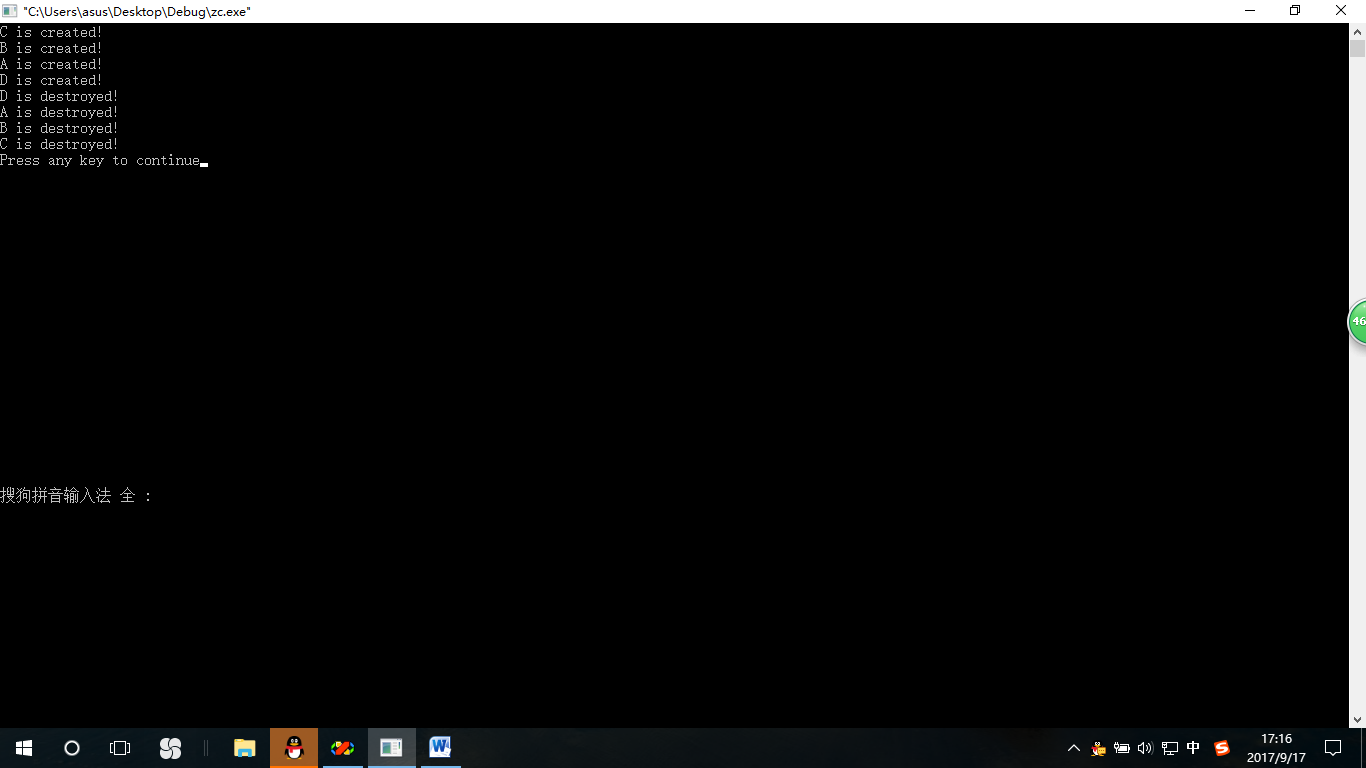 "C:\Users\asus\Desktop\Debug\zc.exe"
C is created!
B is created!
A is created!
D is created!
D is destroyed!
A is destroyed!
B is destroyed!
C is destroyed!
Press any key to continue
46
搜狗拼音输入法 全 :
中
17:16
2017/9/17